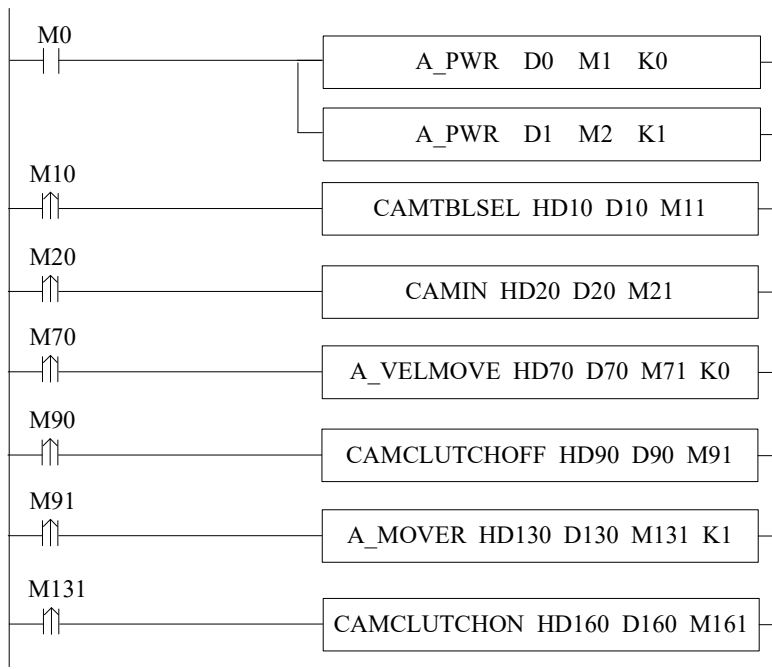 M0
A_PWR D0 M1 K0
A_PWR D1 M2 K1
M10
CAMTBLSEL HD10 D10 M11
M20
CAMIN HD20 D20 M21
M70
A_VELMOVE HD70 D70 M71 K0
M90
CAMCLUTCHOFF HD90 D90 M91
M91
A_MOVER HD130 D130 M131 K1
M131
CAMCLUTCHON HD160 D160 M161